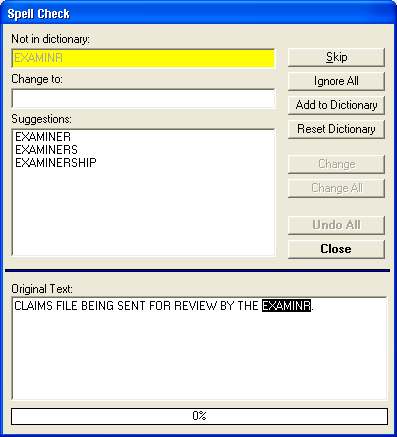 Spell Check
Not in dictionary:
EXAMINR
Skip
Change to:
Ignore All
Add to Dictionary
Suggestions:
Reset Dictionary
EXAMINER
EXAMINERS
EXAMINERSHIP
Change
Change All
Undo All
Close
Original Text:
CLAIMS FILE BEING SENT FOR REVIEW BY THE EXAMINR.
0%